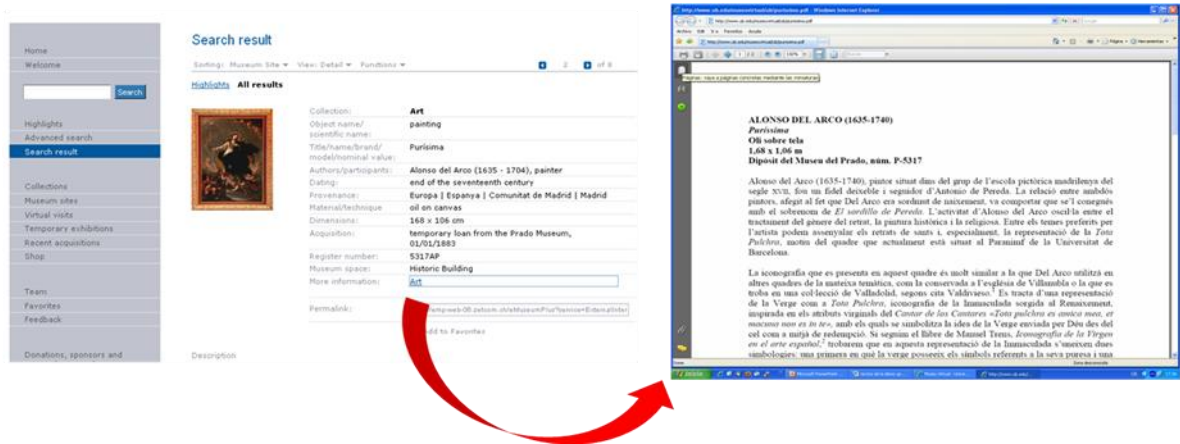 Home
Welcome
Search
Highlights
Advanced search
Search result
Collections
Museum sites
Virtual visits
Temporary exhibitions
Recent acquisitions
Shop
Team
Favorites
Feedback
Donations, sponsors and
Search result
Sorting: Museum Site View: Detail Functions 2 of 8
Highlights All results
Collection: Art
Object name/ painting
scientific name:
Title/name/brand/ Purísima
model/nominal value:
Authors/participants: Alonso del Arco (1635 - 1704), painter
Dating: end of the seventeenth century
Provenance: Europa | Espanya | Comunitat de Madrid | Madrid
Material/technique oil on canvas
Dimensions: 168 x 106 cm
Acquisition: temporary loan from the Prado Museum,
01/01/1883
Register number: 5317AP
Museum space: Historic Building
More information: Art
Permalink:
Add to Favorites
Description
http://www.ub.edu/museuvirtual/ub/purisima.pdf - Windows Internet Explorer
ALONSO DEL ARCO (1635-1740)
Puríssima
Oli sobre tela
1,68 x 1,06 m
Dipòsit del Museu del Prado, núm. P-5317
Alonso del Arco (1635-1740), pintor situat dins del grup de l'escola pictòrica madrilenya del
segle XVII, fou un fidel deixeble i seguidor d'Antonio de Pereda. La relació entre ambdós
pintors, afegit al fet que Del Arco era sordmut de naixement, va comportar que se'l conegués
amb el sobrenom de El sordillo de Pereda. L'activitat d'Alonso del Arco oscil·la entre el
tractament del gènere del retrat, la pintura històrica i la religiosa. Entre els temes preferits per
l'artista podem assenyalar els retrats de sants i, especialment, la representació de la Tota
Pulchra, motiu del quadre que actualment està situat al Paranimf de la Universitat de
Barcelona.
La iconografia que es presenta en aquest quadre és molt similar a la que Del Arco utilitzà en
altres quadres de la mateixa temàtica, com la conservada a l'església de Villambla o la que es
troba en una col·lecció de Valladolid, segons cita Valdivieso.1 Es tracta d'una representació
de la Verge com a Tota Pulchra, iconografia de la Immaculada sorgida al Renaixement,
inspirada en els atributs virginals del Cantar de los Cantares «Tota pulchra es amica mea, et
macula non es in te», amb els quals se simbolitza la idea de la Verge enviada per Déu des del
cel com a mitjà de redempció. Si seguim el llibre de Manuel Trens, Iconografía de la Virgen
en el arte español,2 trobarem que en aquesta representació de la Immaculada s'uneixen dues
simbologies: una primera en què la verge posseeix els símbols referents a la seva puresa i una